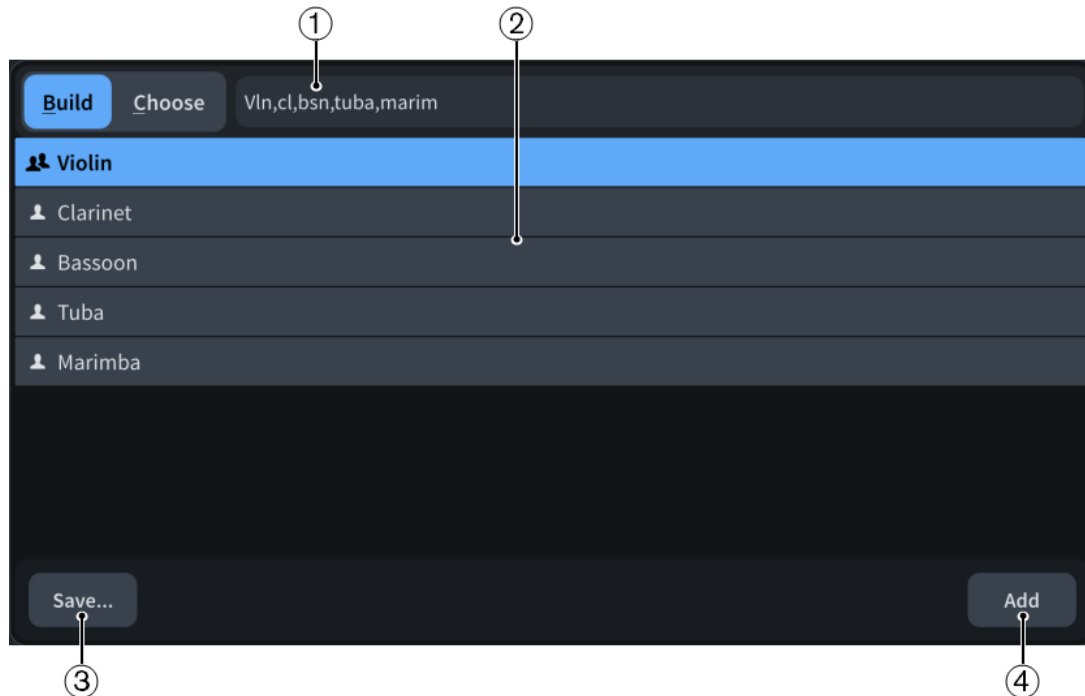 ① ②
Build Choose Vln,cl,bsn,tuba,marim
Violin
Clarinet
Bassoon
Tuba
Marimba
Save... Add
③ ④